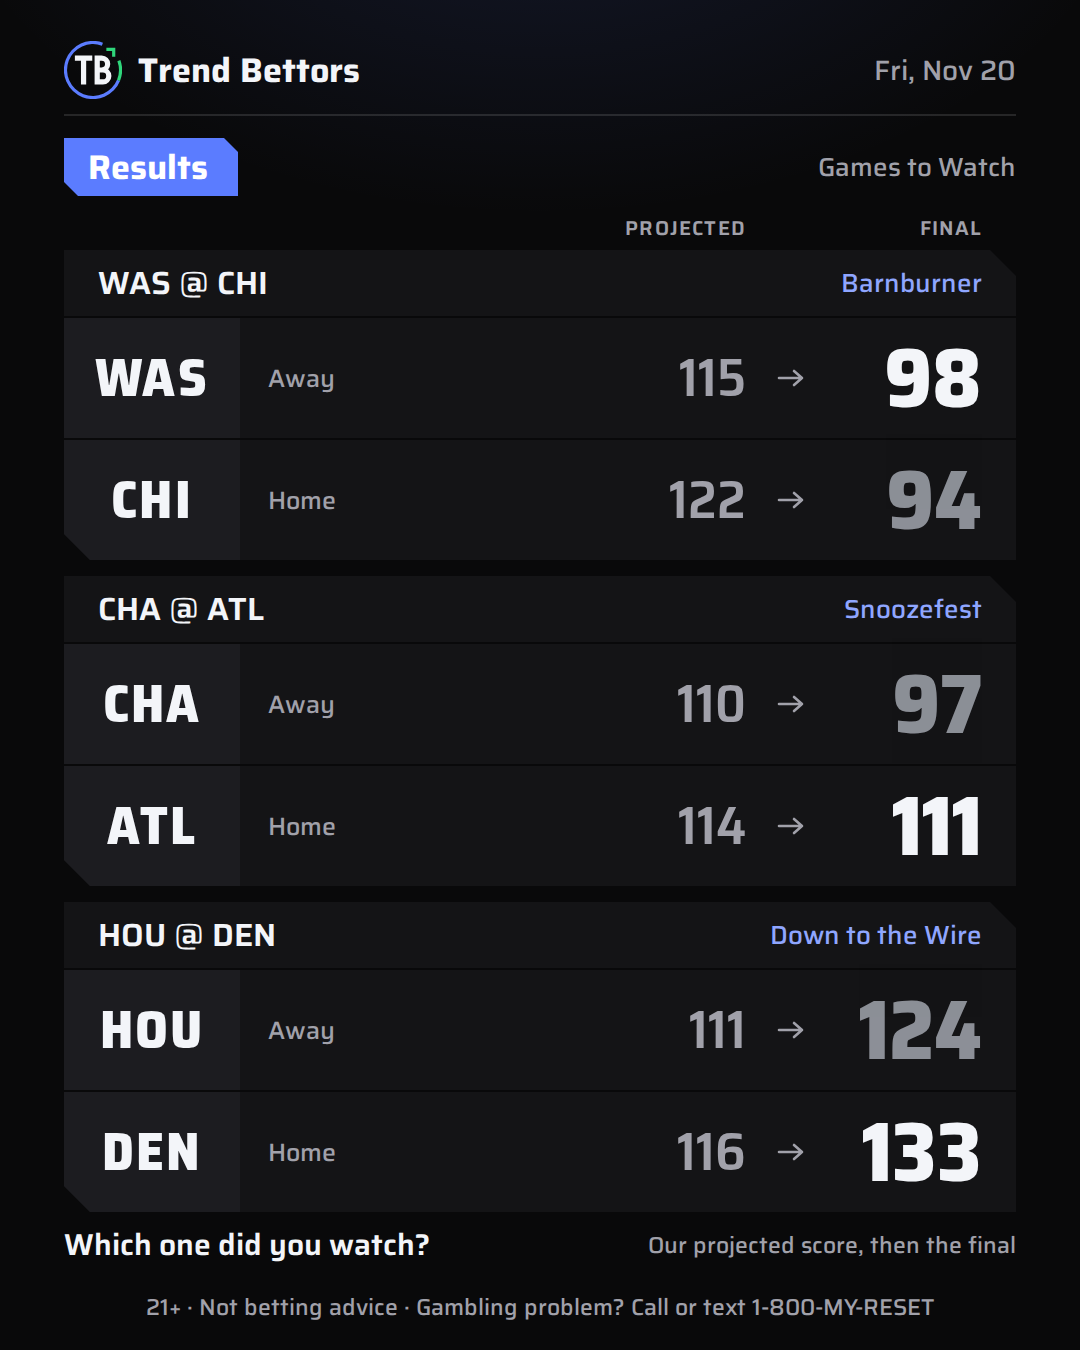 TB Trend Bettors Fri, Nov 20
Results Games to Watch
PROJECTED FINAL
WAS @ CHI Barnburner
WAS Away 115 → 98
CHI Home 122 → 94
CHA @ ATL Snoozefest
CHA Away 110 → 97
ATL Home 114 → 111
HOU @ DEN Down to the Wire
HOU Away 111 → 124
DEN Home 116 → 133
Which one did you watch? Our projected score, then the final
21+ · Not betting advice · Gambling problem? Call or text 1-800-MY-RESET